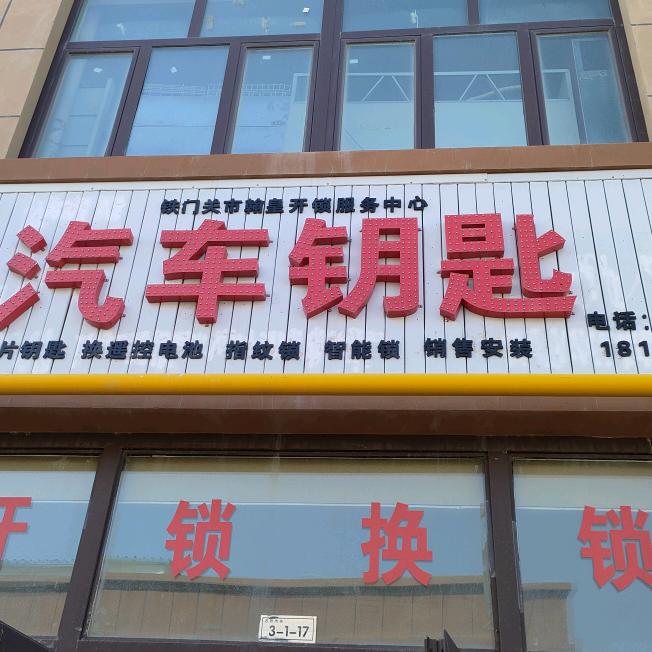 铁门关市翰皇开锁服务中心
汽车钥匙
片钥匙 换遥控电池 指纹锁 智能锁 销售安装
电话:
181
开锁换锁
3-1-17